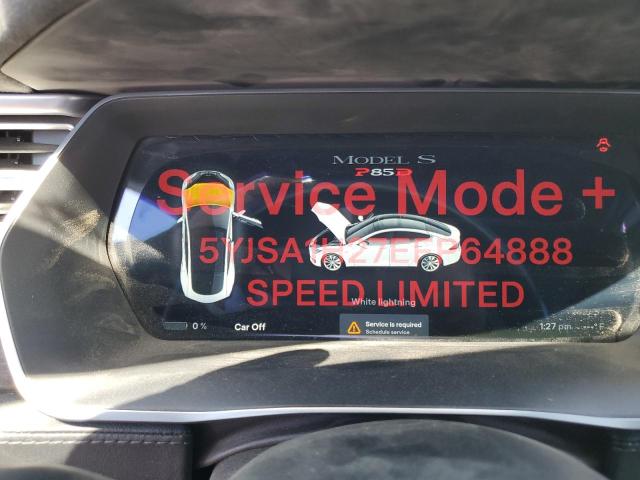 MODEL S
P85D
Service Mode +
SPEED LIMITED
White lightning
0 %
Car Off
Service is required
Schedule service
1:27 pm